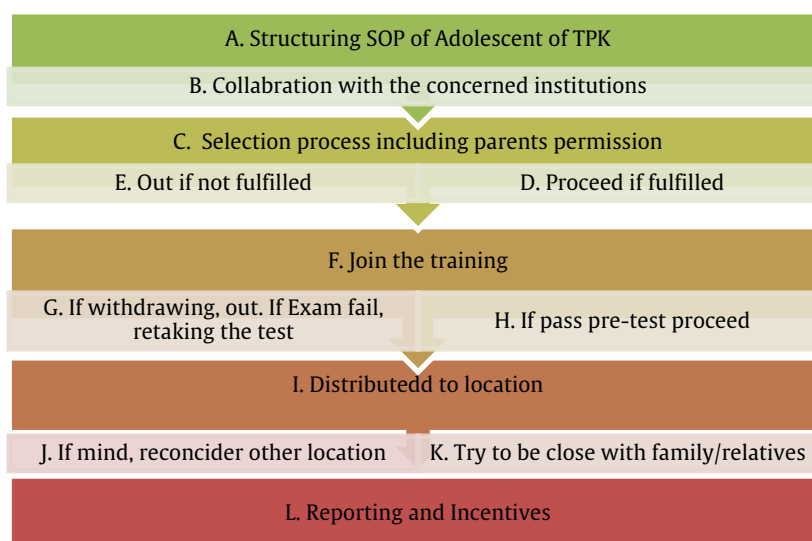 A. Structuring SOP of Adolescent of TPK
B. Collabration with the concerned institutions
C. Selection process including parents permission
E. Out if not fulfilled
D. Proceed if fulfilled
F. Join the training
G. If withdrawing, out. If Exam fail,
retaking the test
H. If pass pre-test proceed
I. Distributedd to location
J. If mind, reconcider other location
K. Try to be close with family/relatives
L. Reporting and Incentives